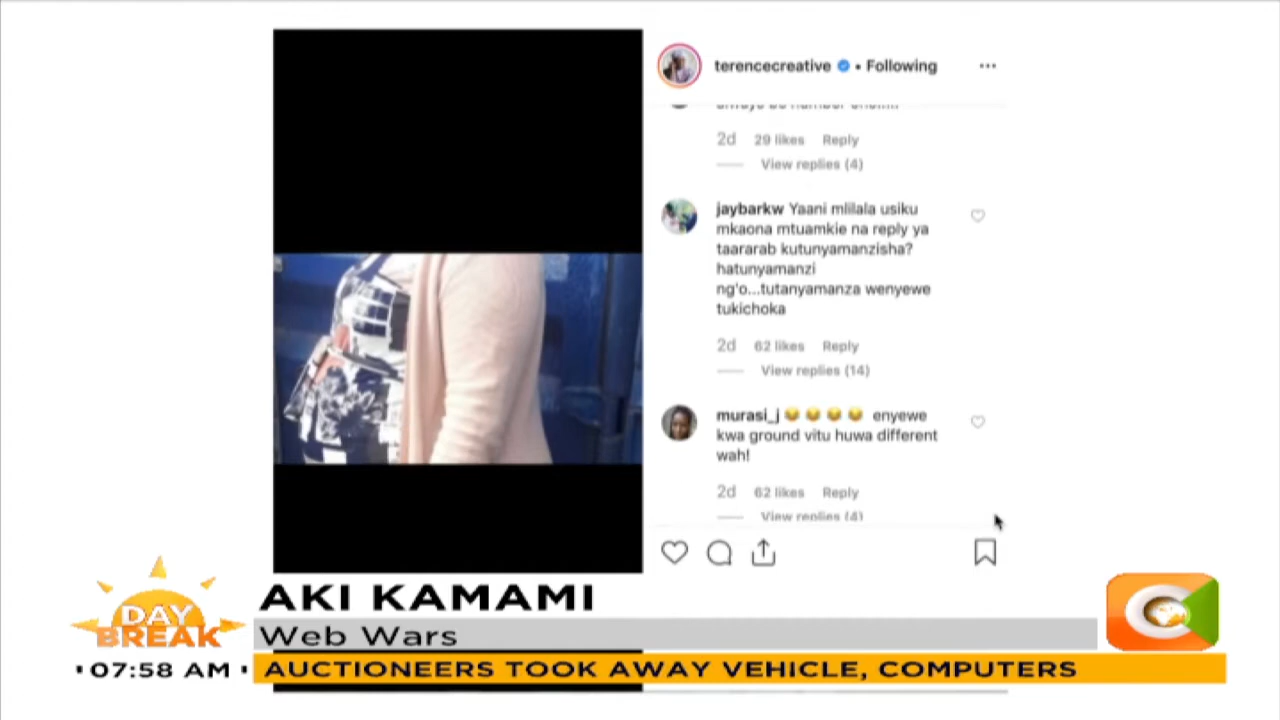 terencecreative • Following
2d 29 likes Reply
View replies (4)
jaybarkw Yaani mlilala usiku
mkaona mtuamkie na reply ya
taararab kutunyamanzisha?
hatunyamanzi
ng'o...tutanyamanza wenyewe
tukichoka
2d 62 likes Reply
View replies (14)
murasi_j 😂 😂 😂 😂 enyewe
kwa ground vitu huwa different
wah!
2d 62 likes Reply
View replies (4)
AKI KAMAMI
DAY
BREAK
Web Wars
07:58 AM
AUCTIONEERS TOOK AWAY VEHICLE, COMPUTERS